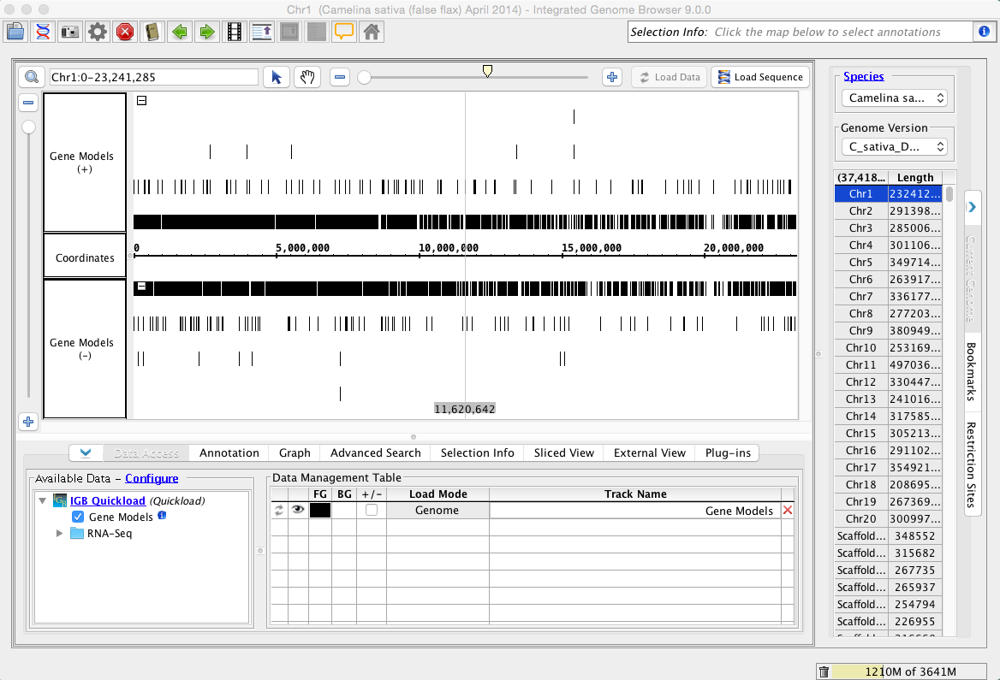 Chr1 (Camelina sativa (false flax) April 2014) - Integrated Genome Browser 9.0.0
Selection Info: Click the map below to select annotations
Chr1:0-23,241,285
Load Data
Load Sequence
Gene Models
(+)
Coordinates
0 5,000,000 10,000,000 15,000,000 20,000,000
Gene Models
(-)
11,620,642
Data Access Annotation Graph Advanced Search Selection Info Sliced View External View Plug-ins
Available Data – Configure
IGB Quickload (Quickload)
Gene Models
RNA-Seq
Data Management Table
FG BG +/- Load Mode Track Name
Genome Gene Models
Species
Camelina sa...
Genome Version
C_sativa_D...
(37,418... Length
Chr1 232412...
Chr2 291398...
Chr3 285006...
Chr4 301106...
Chr5 349714...
Chr6 263917...
Chr7 336177...
Chr8 277203...
Chr9 380949...
Chr10 253169...
Chr11 497036...
Chr12 330447...
Chr13 241016...
Chr14 317585...
Chr15 305213...
Chr16 291102...
Chr17 354921...
Chr18 208695...
Chr19 267369...
Chr20 300997...
Scaffold... 348552
Scaffold... 315682
Scaffold... 267735
Scaffold... 265937
Scaffold... 254794
Scaffold... 226955
Current Genome
Bookmarks
Restriction Sites
1210M of 3641M